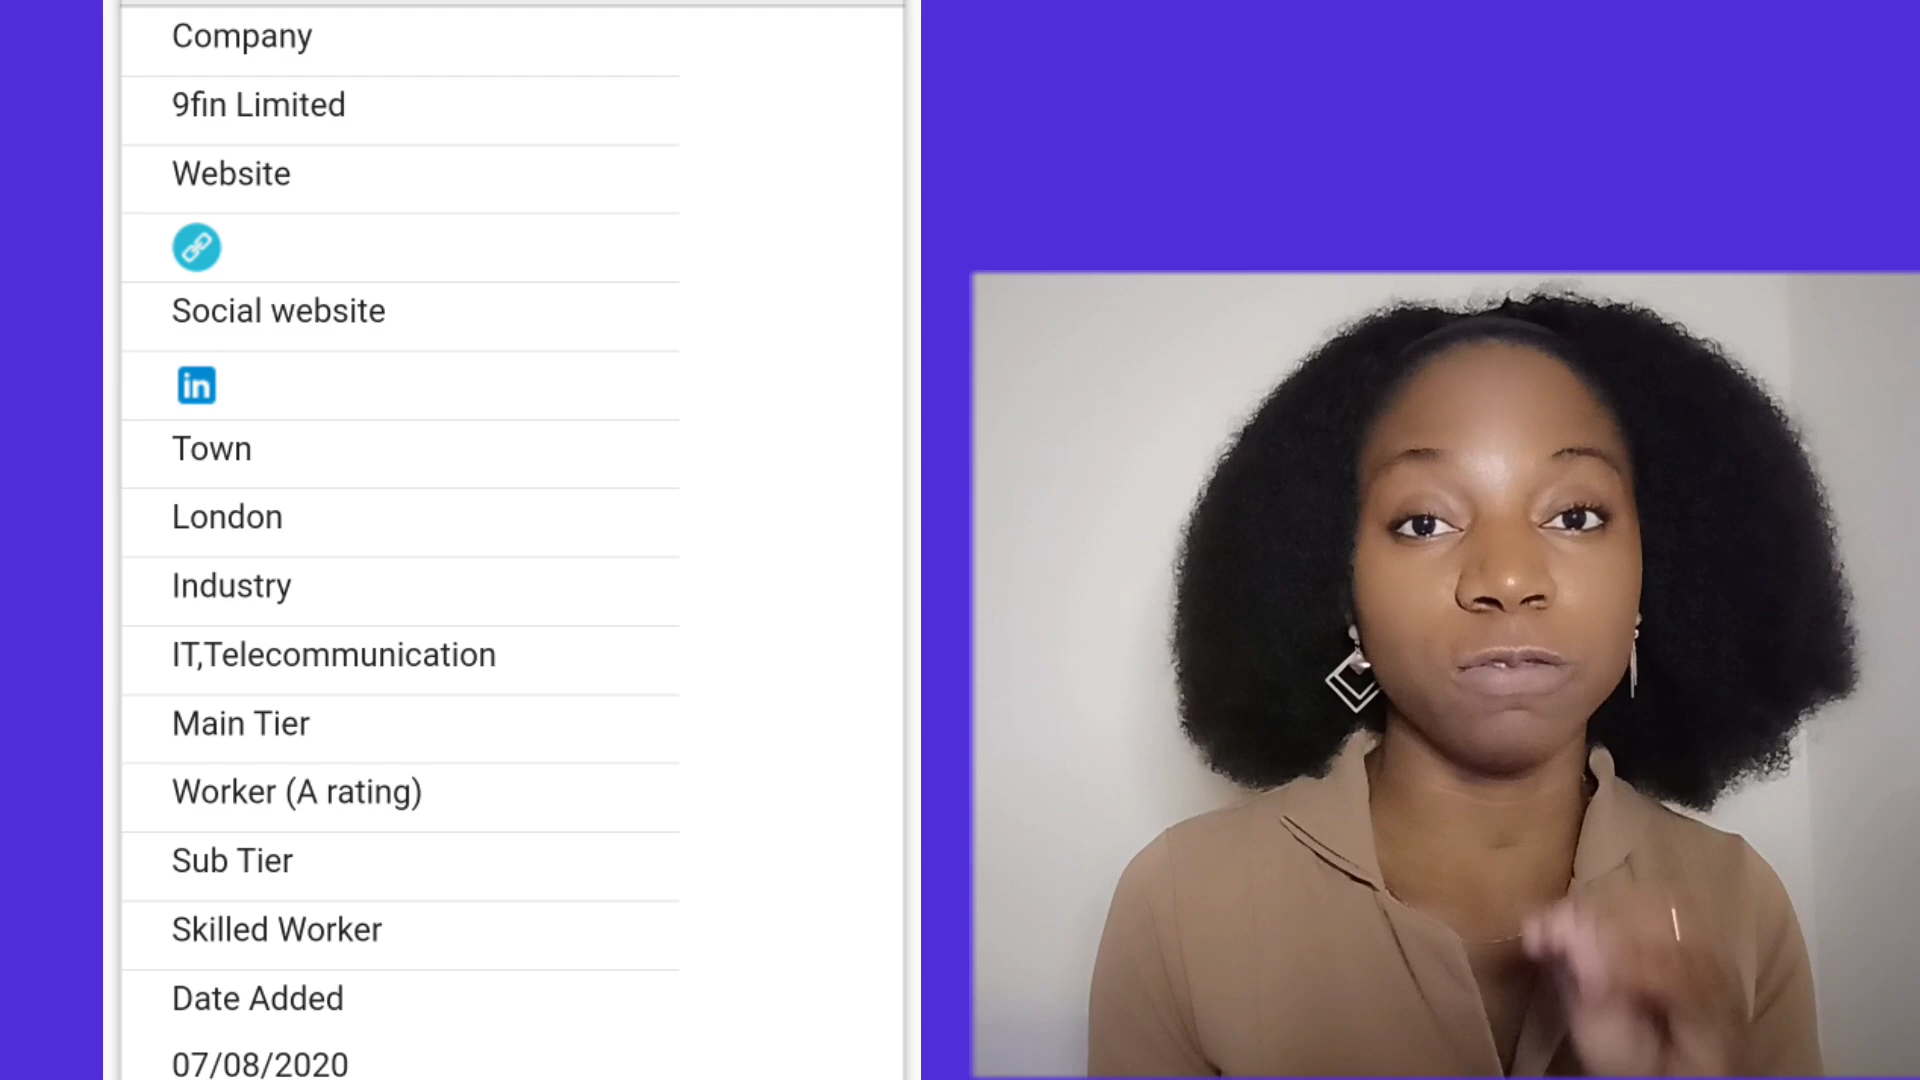 Company
9fin Limited
Website
Social website
in
Town
London
Industry
IT,Telecommunication
Main Tier
Worker (A rating)
Sub Tier
Skilled Worker
Date Added
07/08/2020